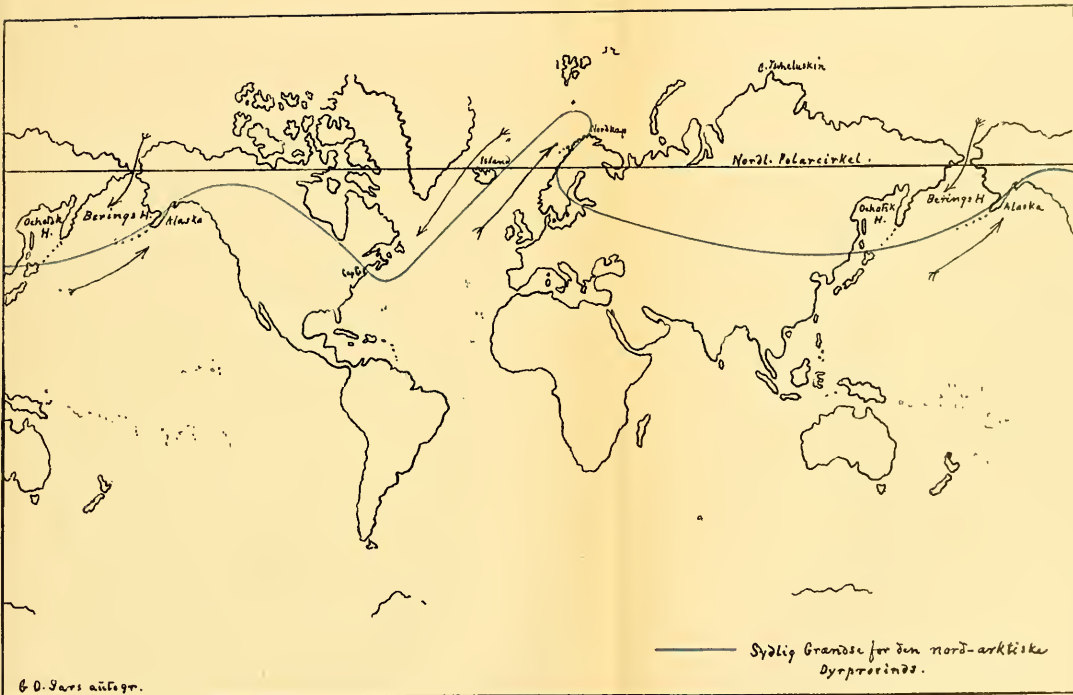 C. Tscheluskin
Nordkap
Nordl. Polarcirkel.
Island
Ochotsk
H.
Berings H.
Alaska
Ochotsk
H.
Berings H
Alaska
Sydlig Grændse for den nord-arktiske
Dyrprovinds.
G O. Sars autogr.